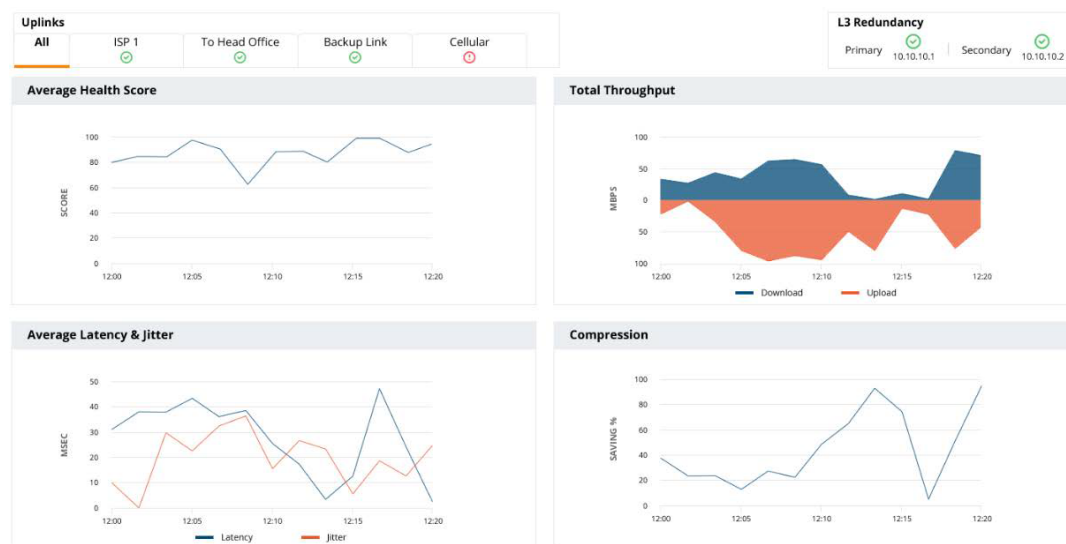 Uplinks
All ISP 1 To Head Office Backup Link Cellular
L3 Redundancy
Primary 10.10.10.1 Secondary 10.10.10.2
Average Health Score
SCORE
100
80
60
40
20
0
12:00 12:05 12:10 12:15 12:20
Total Throughput
MBPS
100
50
0
50
100
12:00 12:05 12:10 12:15 12:20
Download Upload
Average Latency & Jitter
MSEC
50
40
30
20
10
0
12:00 12:05 12:10 12:15 12:20
Latency Jitter
Compression
SAVING %
100
80
60
40
20
0
12:00 12:05 12:10 12:15 12:20